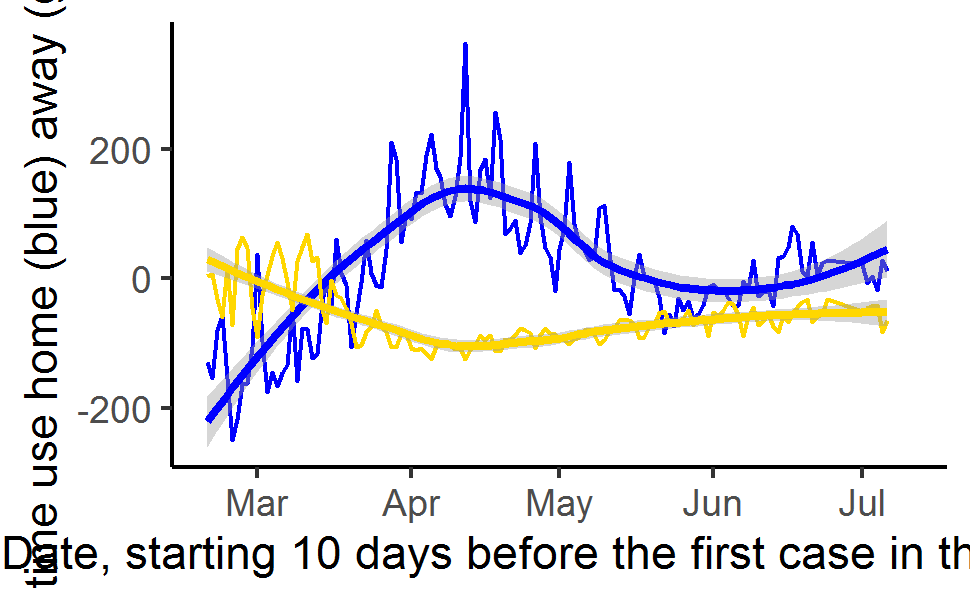 time use home (blue) away (
200
0
-200
Mar Apr May Jun Jul
Date, starting 10 days before the first case in th